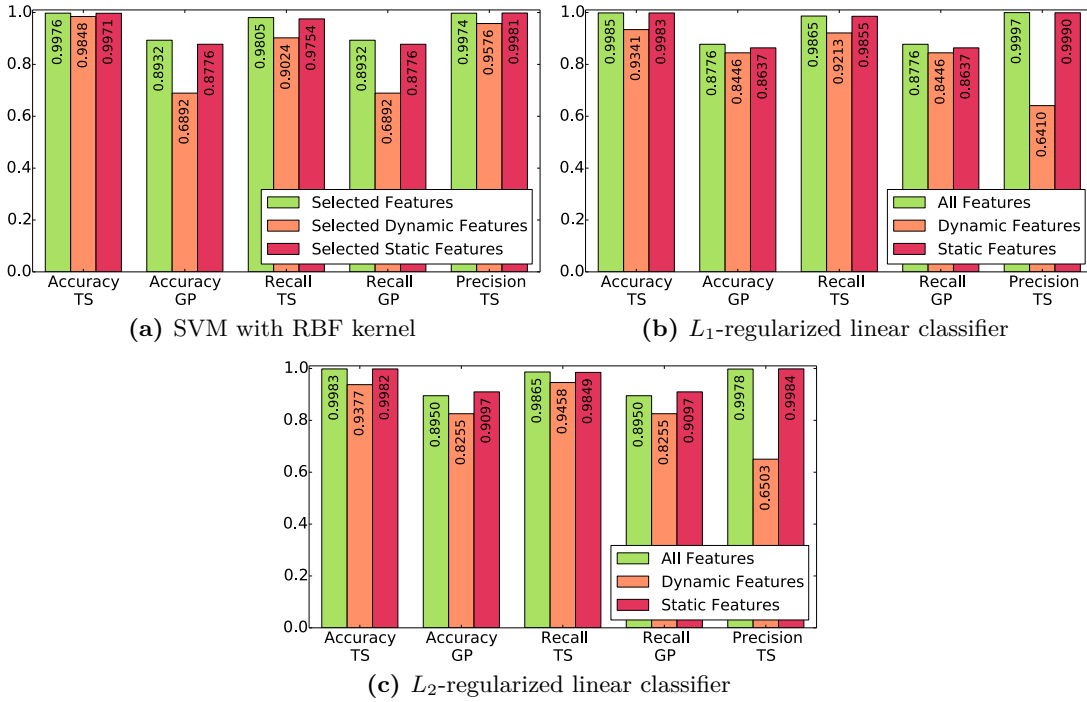 1.0
0.8
0.6
0.4
0.2
0.0
0.9976
0.9848
0.9971
0.8932
0.6892
0.8776
0.9805
0.9024
0.9754
0.8932
0.6892
0.8776
0.9974
0.9576
0.9981
Selected Features
Selected Dynamic Features
Selected Static Features
Accuracy TS
Accuracy GP
Recall TS
Recall GP
Precision TS
(a) SVM with RBF kernel
1.0
0.8
0.6
0.4
0.2
0.0
0.9985
0.9341
0.9983
0.8776
0.8446
0.8637
0.9865
0.9213
0.9855
0.8776
0.8446
0.8637
0.9997
0.6410
0.9990
All Features
Dynamic Features
Static Features
Accuracy TS
Accuracy GP
Recall TS
Recall GP
Precision TS
(b) L1-regularized linear classifier
1.0
0.8
0.6
0.4
0.2
0.0
0.9983
0.9377
0.9982
0.8950
0.8255
0.9097
0.9865
0.9458
0.9849
0.8950
0.8255
0.9097
0.9978
0.6503
0.9984
All Features
Dynamic Features
Static Features
Accuracy TS
Accuracy GP
Recall TS
Recall GP
Precision TS
(c) L2-regularized linear classifier